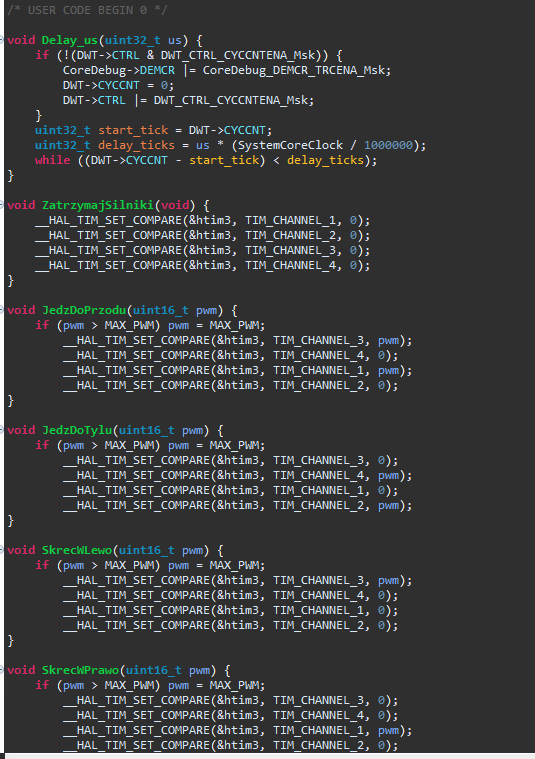 /* USER CODE BEGIN 0 */
void Delay_us(uint32_t us) {
    if (!(DWT->CTRL & DWT_CTRL_CYCCNTENA_Msk)) {
        CoreDebug->DEMCR |= CoreDebug_DEMCR_TRCENA_Msk;
        DWT->CYCCNT = 0;
        DWT->CTRL |= DWT_CTRL_CYCCNTENA_Msk;
    }
    uint32_t start_tick = DWT->CYCCNT;
    uint32_t delay_ticks = us * (SystemCoreClock / 1000000);
    while ((DWT->CYCCNT - start_tick) < delay_ticks);
}
void ZatrzymajSilniki(void) {
    __HAL_TIM_SET_COMPARE(&htim3, TIM_CHANNEL_1, 0);
    __HAL_TIM_SET_COMPARE(&htim3, TIM_CHANNEL_2, 0);
    __HAL_TIM_SET_COMPARE(&htim3, TIM_CHANNEL_3, 0);
    __HAL_TIM_SET_COMPARE(&htim3, TIM_CHANNEL_4, 0);
}
void JedzDoPrzodu(uint16_t pwm) {
    if (pwm > MAX_PWM) pwm = MAX_PWM;
        __HAL_TIM_SET_COMPARE(&htim3, TIM_CHANNEL_3, pwm);
        __HAL_TIM_SET_COMPARE(&htim3, TIM_CHANNEL_4, 0);
        __HAL_TIM_SET_COMPARE(&htim3, TIM_CHANNEL_1, pwm);
        __HAL_TIM_SET_COMPARE(&htim3, TIM_CHANNEL_2, 0);
}
void JedzDoTylu(uint16_t pwm) {
    if (pwm > MAX_PWM) pwm = MAX_PWM;
        __HAL_TIM_SET_COMPARE(&htim3, TIM_CHANNEL_3, 0);
        __HAL_TIM_SET_COMPARE(&htim3, TIM_CHANNEL_4, pwm);
        __HAL_TIM_SET_COMPARE(&htim3, TIM_CHANNEL_1, 0);
        __HAL_TIM_SET_COMPARE(&htim3, TIM_CHANNEL_2, pwm);
}
void SkrecWLewo(uint16_t pwm) {
    if (pwm > MAX_PWM) pwm = MAX_PWM;
        __HAL_TIM_SET_COMPARE(&htim3, TIM_CHANNEL_3, pwm);
        __HAL_TIM_SET_COMPARE(&htim3, TIM_CHANNEL_4, 0);
        __HAL_TIM_SET_COMPARE(&htim3, TIM_CHANNEL_1, 0);
        __HAL_TIM_SET_COMPARE(&htim3, TIM_CHANNEL_2, 0);
}
void SkrecWPrawo(uint16_t pwm) {
    if (pwm > MAX_PWM) pwm = MAX_PWM;
        __HAL_TIM_SET_COMPARE(&htim3, TIM_CHANNEL_3, 0);
        __HAL_TIM_SET_COMPARE(&htim3, TIM_CHANNEL_4, 0);
        __HAL_TIM_SET_COMPARE(&htim3, TIM_CHANNEL_1, pwm);
        __HAL_TIM_SET_COMPARE(&htim3, TIM_CHANNEL_2, 0);